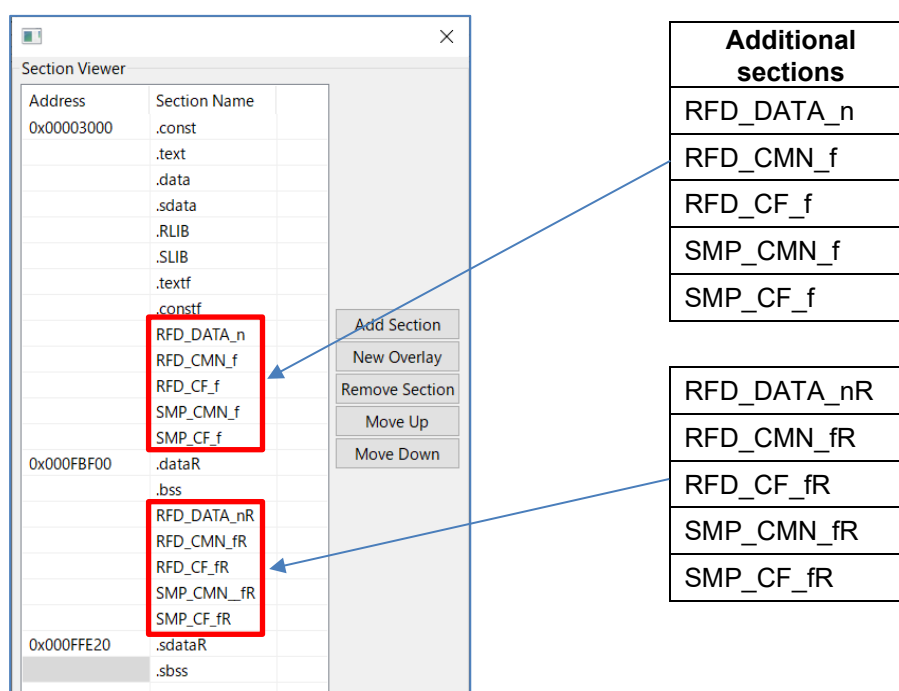 Section Viewer
Address Section Name
0x00003000 .const
.text
.data
.sdata
.RLIB
.SLIB
.textf
.constf
RFD_DATA_n
RFD_CMN_f
RFD_CF_f
SMP_CMN_f
SMP_CF_f
0x000FBF00 .dataR
.bss
RFD_DATA_nR
RFD_CMN_fR
RFD_CF_fR
SMP_CMN__fR
SMP_CF_fR
0x000FFE20 .sdataR
.sbss
Add Section
New Overlay
Remove Section
Move Up
Move Down
Additional
sections
RFD_DATA_n
RFD_CMN_f
RFD_CF_f
SMP_CMN_f
SMP_CF_f
RFD_DATA_nR
RFD_CMN_fR
RFD_CF_fR
SMP_CMN_fR
SMP_CF_fR